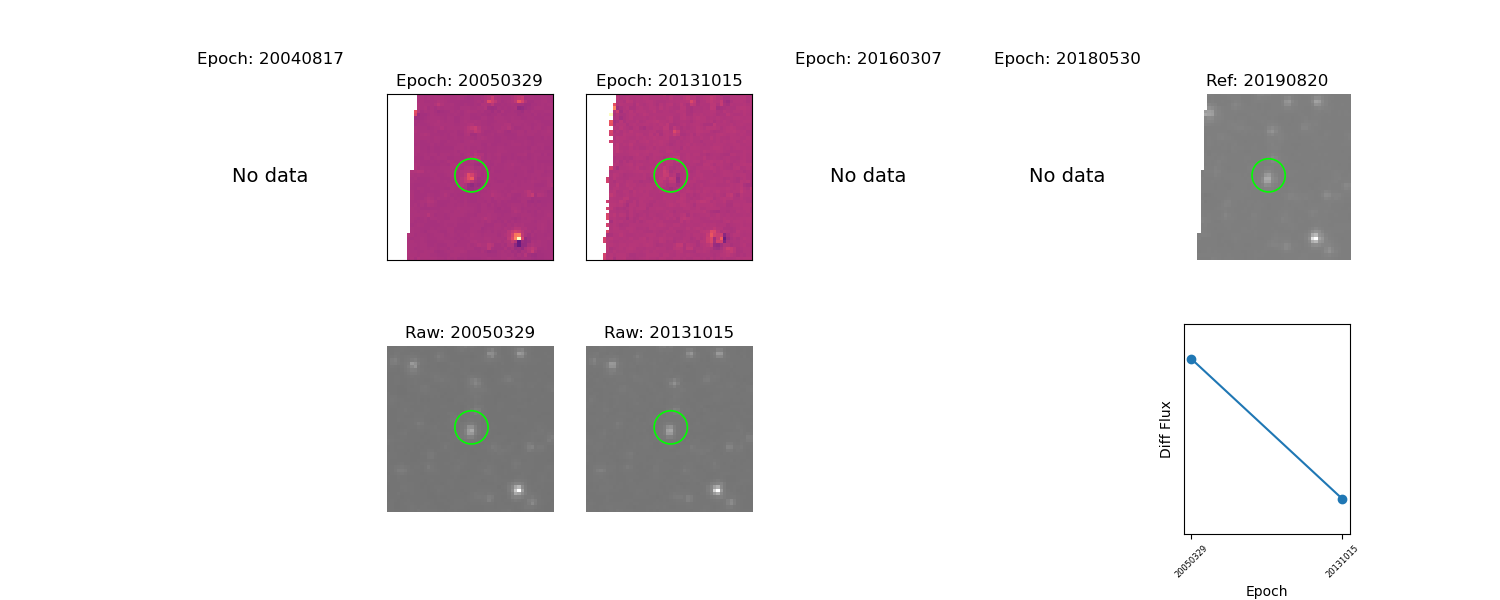 Epoch: 20040817
Epoch: 20050329
Epoch: 20131015
Epoch: 20160307
Epoch: 20180530
Ref: 20190820
No data
No data
No data
Raw: 20050329
Raw: 20131015
Diff Flux
20050329
20131015
Epoch